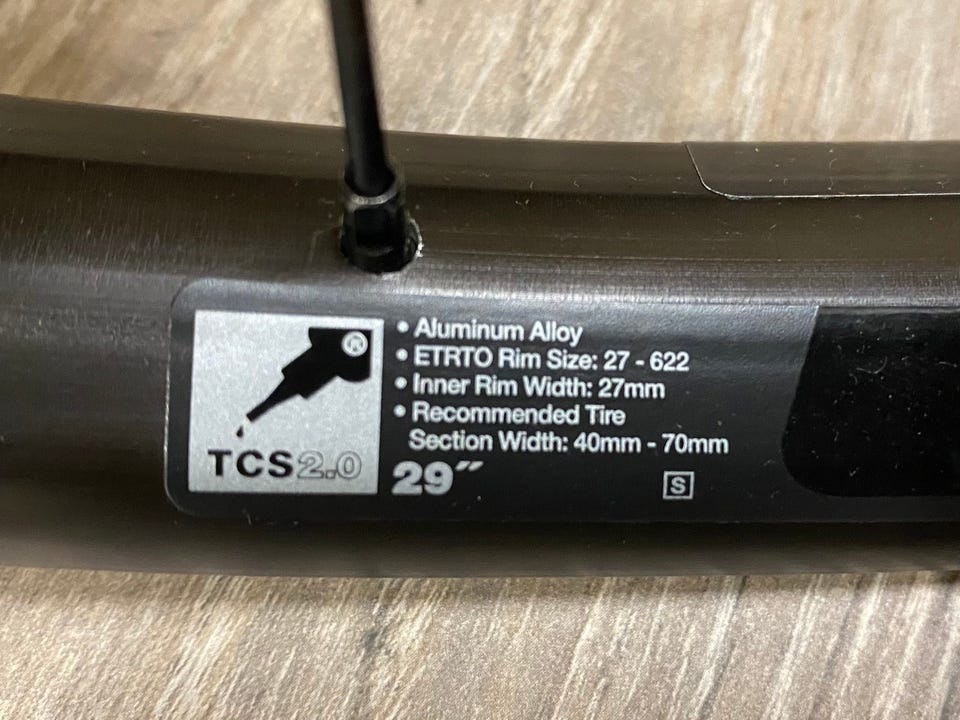 • Aluminum Alloy
• ETRTO Rim Size: 27 - 622
• Inner Rim Width: 27mm
• Recommended Tire
Section Width: 40mm - 70mm
®
TCS2.0
29"
S